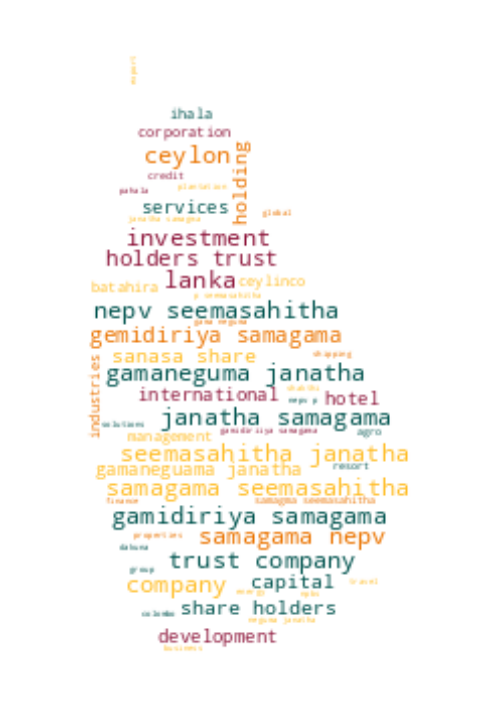 export
ihala
corporation
ceylon
holding
credit
plantation
pahala
services
janatha samagma
global
investment
holders trust
lanka
ceylinco
batahira
p seemasahitha
nepv seemasahitha
gama neguma
gemidiriya samagama
sanasa share
shipping
industries
gamaneguma janatha
shakthi
international
nepv p
hotel
janatha samagama
solutions
gamidiriiya samagama
agro
management
seemasahitha janatha
gamaneguama janatha
resort
samagama seemasahitha
finance
samagma seemasahitha
gamidiriya samagama
properties
samagama nepv
dakuna
trust company
group
capital
travel
company
energy
share holders
colombo
neguma janatha
development
business